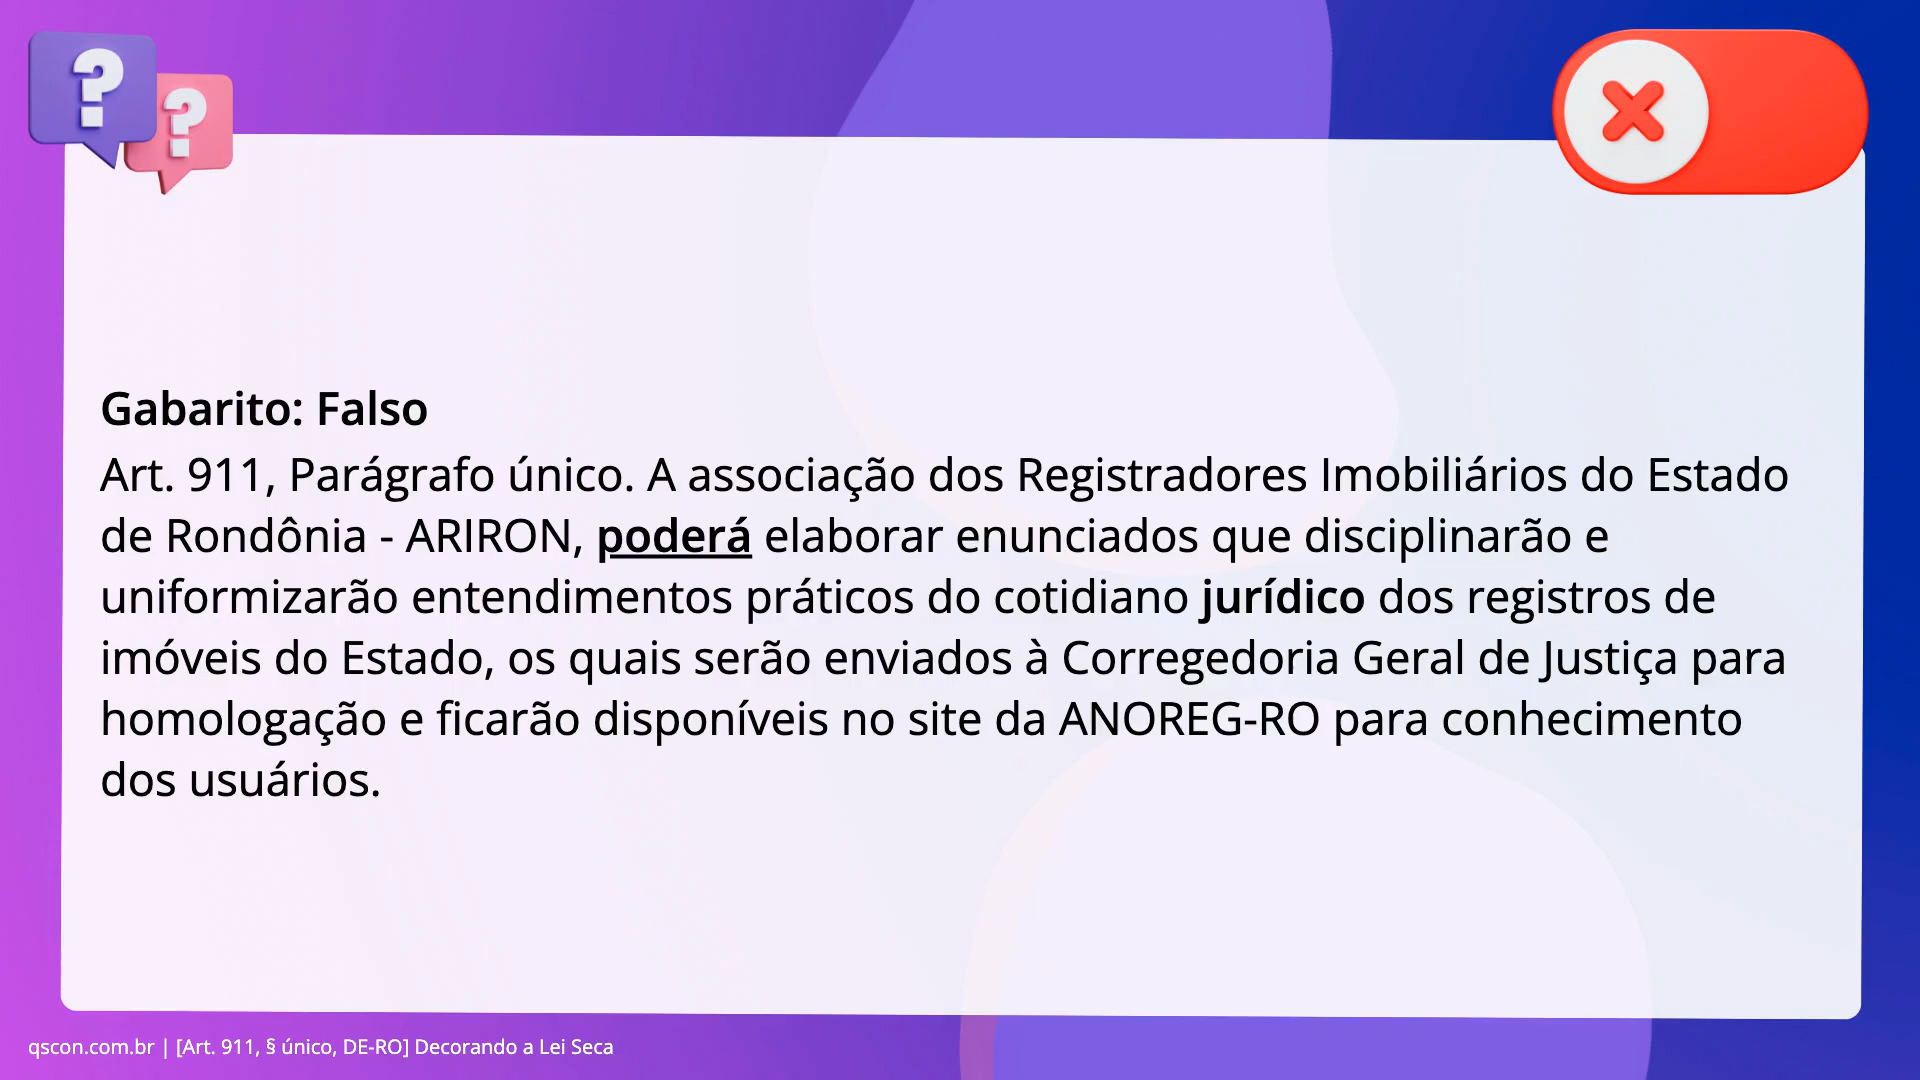 ? ?
Gabarito: Falso
Art. 911, Parágrafo único. A associação dos Registradores Imobiliários do Estado
de Rondônia - ARIRON, poderá elaborar enunciados que disciplinarão e
uniformizarão entendimentos práticos do cotidiano jurídico dos registros de
imóveis do Estado, os quais serão enviados à Corregedoria Geral de Justiça para
homologação e ficarão disponíveis no site da ANOREG-RO para conhecimento
dos usuários.
qscon.com.br | [Art. 911, § único, DE-RO] Decorando a Lei Seca